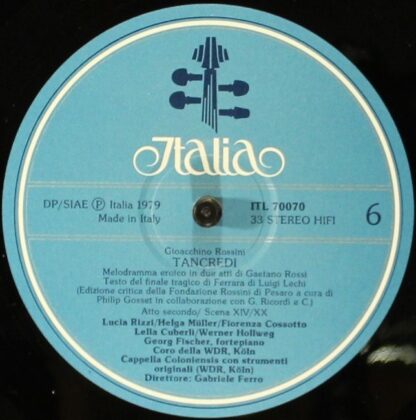 Italia
DP/SIAE Ⓟ Italia 1979
Made in Italy
ITL 70070
33 STEREO HIFI
6
Gioacchino Rossini
TANCREDI
Melodramma eroico in due atti di Gaetano Rossi
Testo del finale tragico di Ferrara di Luigi Lechi
(Edizione critica della Fondazione Rossini di Pesaro a cura di
Philip Gosset in collaborazione con G. Ricordi e C.)
Atto secondo/ Scena XIV/XX
Lucia Rizzi/Helga Müller/Fiorenza Cossotto
Lella Cuberli/Werner Hollweg
Georg Fischer, fortepiano
Coro della WDR, Köln
Cappella Coloniensis con strumenti
originali (WDR, Köln)
Direttore: Gabriele Ferro